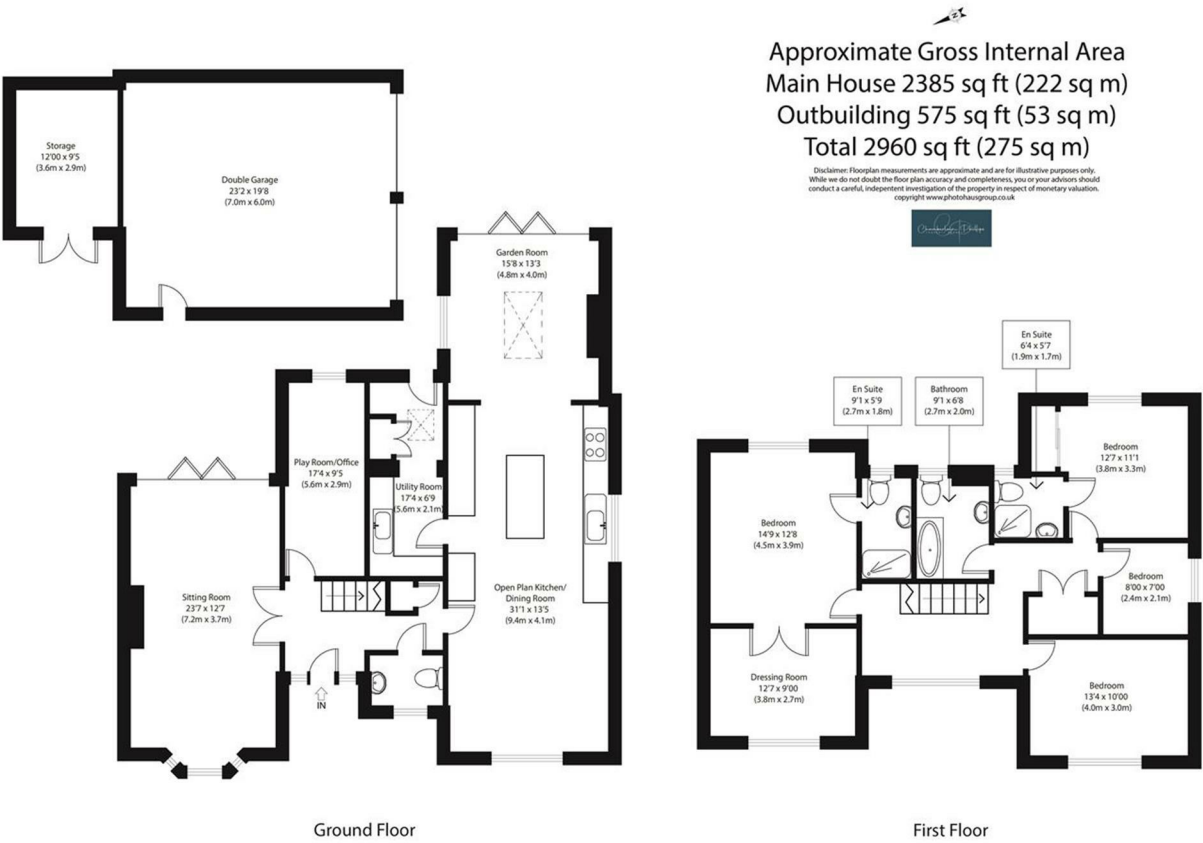 Approximate Gross Internal Area
Main House 2385 sq ft (222 sq m)
Outbuilding 575 sq ft (53 sq m)
Total 2960 sq ft (275 sq m)
Disclaimer: Floorplan measurements are approximate and are for illustrative purposes only.
While we do not doubt the floor plan accuracy and completeness, you or your advisors should
conduct a careful, indepentent investigation of the property in respect of monetary valuation.
copyright www.photohausgroup.co.uk
Storage
12'00 x 9'5
(3.6m x 2.9m)
Double Garage
23'2 x 19'8
(7.0m x 6.0m)
Garden Room
15'8 x 13'3
(4.8m x 4.0m)
Play Room/Office
17'4 x 9'5
(5.6m x 2.9m)
Utility Room
17'4 x 6'9
(5.6m x 2.1m)
Sitting Room
23'7 x 12'7
(7.2m x 3.7m)
Open Plan Kitchen/
Dining Room
31'1 x 13'5
(9.4m x 4.1m)
IN
Ground Floor
En Suite
6'4 x 5'7
(1.9m x 1.7m)
En Suite
9'1 x 5'9
(2.7m x 1.8m)
Bathroom
9'1 x 6'8
(2.7m x 2.0m)
Bedroom
12'7 x 11'1
(3.8m x 3.3m)
Bedroom
14'9 x 12'8
(4.5m x 3.9m)
Bedroom
8'00 x 7'00
(2.4m x 2.1m)
Dressing Room
12'7 x 9'00
(3.8m x 2.7m)
Bedroom
13'4 x 10'00
(4.0m x 3.0m)
First Floor